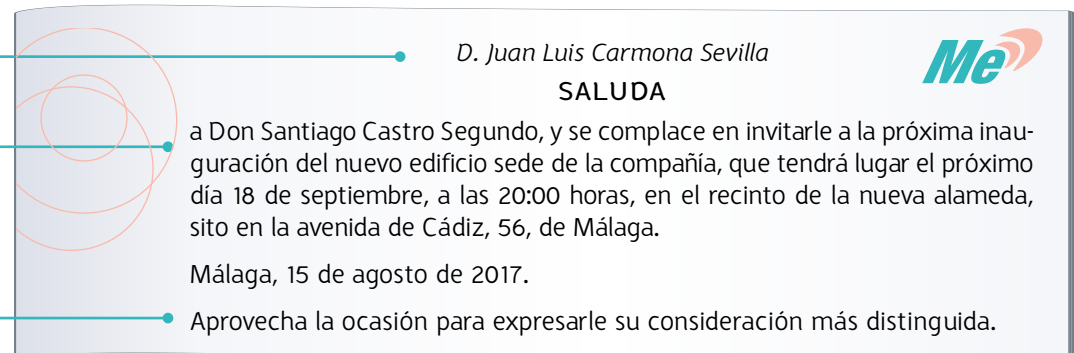 D. Juan Luis Carmona Sevilla
Me
SALUDA
a Don Santiago Castro Segundo, y se complace en invitarle a la próxima inau-
guración del nuevo edificio sede de la compañía, que tendrá lugar el próximo
día 18 de septiembre, a las 20:00 horas, en el recinto de la nueva alameda,
sito en la avenida de Cádiz, 56, de Málaga.
Málaga, 15 de agosto de 2017.
Aprovecha la ocasión para expresarle su consideración más distinguida.